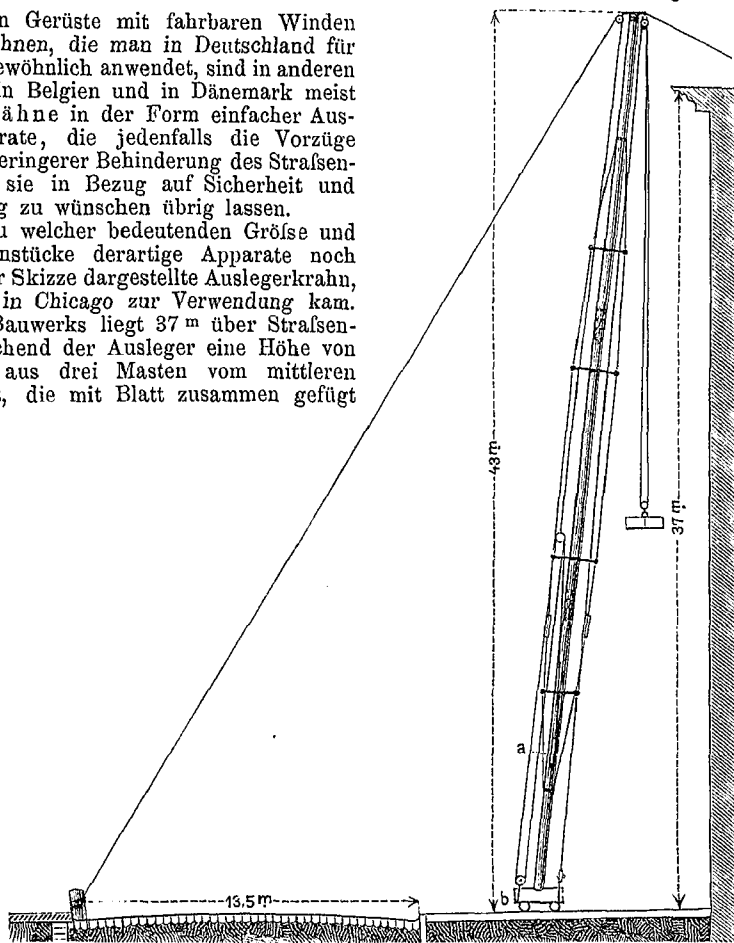 n Gerüste mit fahrbaren Winden
hnen, die man in Deutschland für
ewöhnlich anwendet, sind in anderen
in Belgien und in Dänemark meist
ähne in der Form einfacher Aus-
rate, die jedenfalls die Vorzüge
eringerer Behinderung des Straſsen-
sie in Bezug auf Sicherheit und
g zu wünschen übrig lassen.
u welcher bedeutenden Gröſse und
nstücke derartige Apparate noch
r Skizze dargestellte Auslegerkrahn,
in Chicago zur Verwendung kam.
Bauwerks liegt 37 m über Straſsen-
chend der Ausleger eine Höhe von
aus drei Masten vom mittleren
, die mit Blatt zusammen gefügt
43 m
37 m
a
13.5 m
b